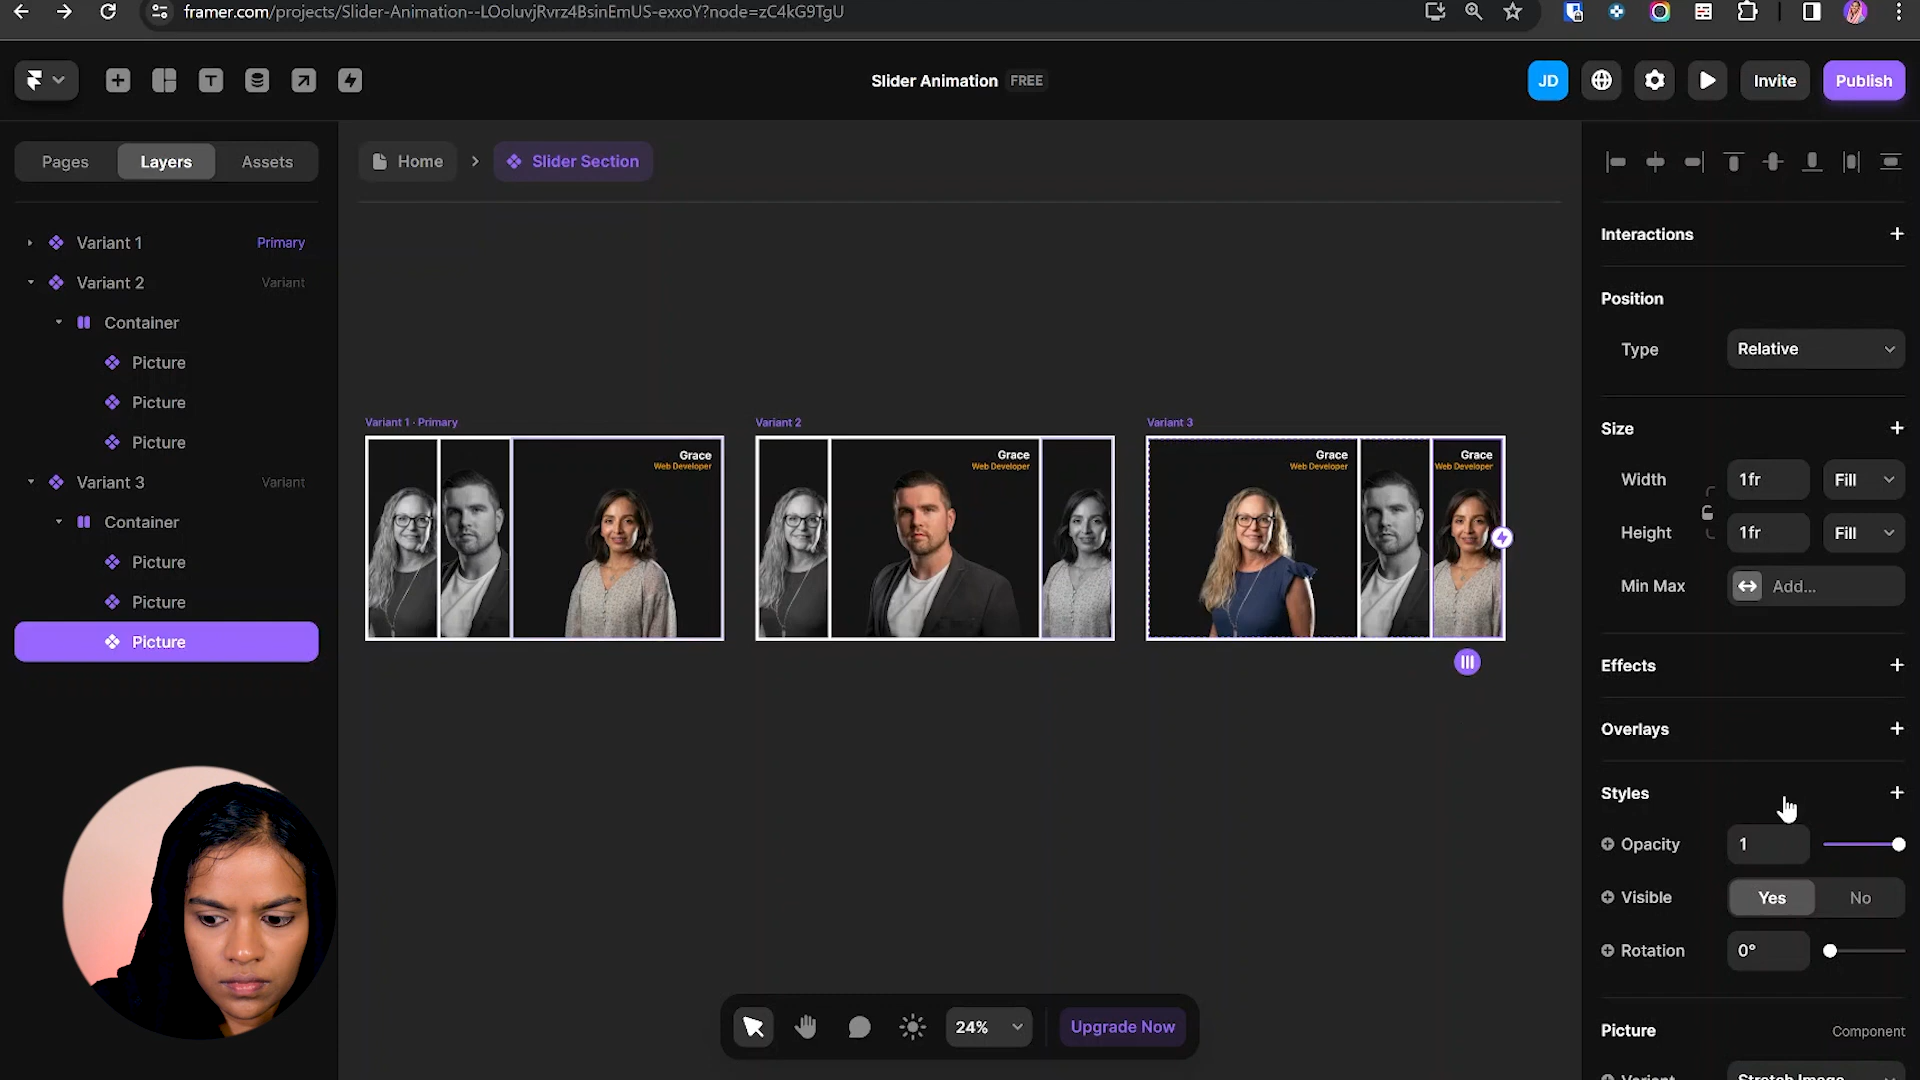 framer.com/projects/Slider-Animation--LOoluvjRvrz4BsinEmUS-exxoY?node=zC4kG9TgU
Slider Animation FREE
JD
Invite
Publish
Pages
Layers
Assets
Home
Slider Section
Variant 1
Primary
Variant 2
Variant
Container
Picture
Picture
Picture
Variant 3
Variant
Container
Picture
Picture
Picture
Variant 1 · Primary
Grace
Web Developer
Variant 2
Grace
Web Developer
Variant 3
Grace
Web Developer
Grace
Web Developer
24%
Upgrade Now
Interactions
Position
Type
Relative
Size
Width
1fr
Fill
Height
1fr
Fill
Min Max
Add...
Effects
Overlays
Styles
Opacity
1
Visible
Yes
No
Rotation
0°
Picture
Component
Variant
Stretch Image